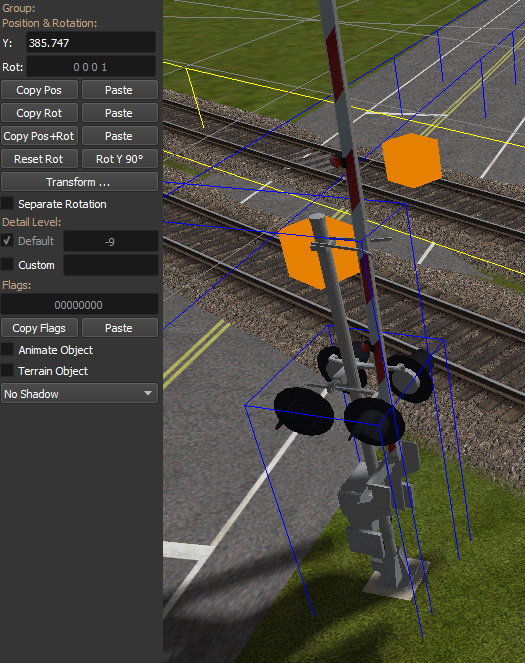 Group:
Position & Rotation:
Y: 385.747
Rot: 0 0 0 1
Copy Pos Paste
Copy Rot Paste
Copy Pos+Rot Paste
Reset Rot Rot Y 90°
Transform ...
Separate Rotation
Detail Level:
Default -9
Custom
Flags:
00000000
Copy Flags Paste
Animate Object
Terrain Object
No Shadow